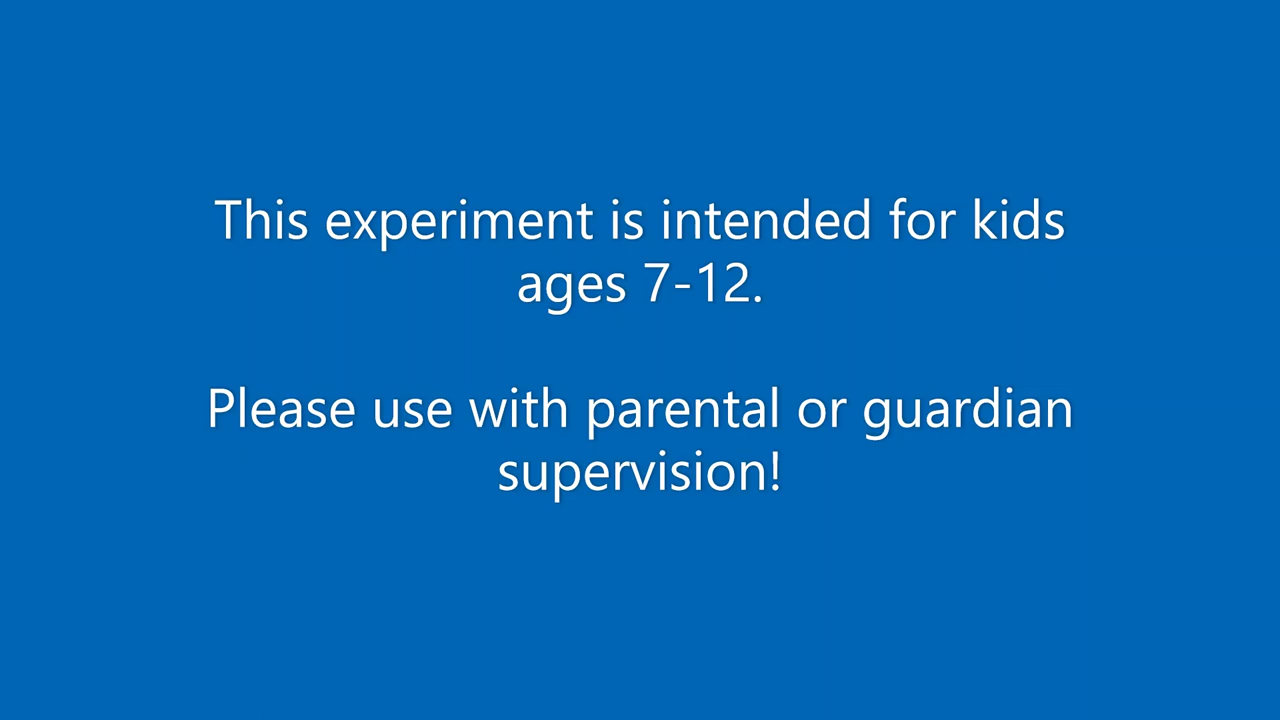 This experiment is intended for kids
ages 7-12.
Please use with parental or guardian
supervision!